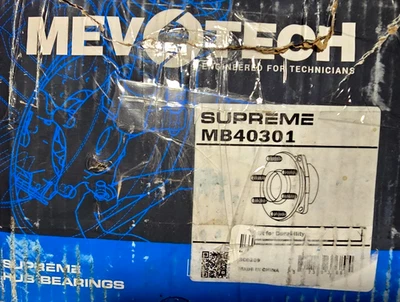 MEVOTECH
ENGINEERED FOR TECHNICIANS
SUPREME
MB40301
SUPREME
HUB BEARINGS